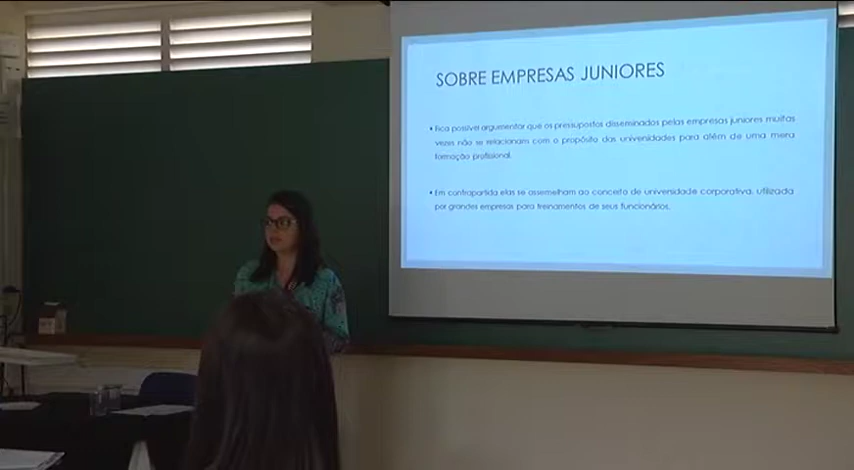 SOBRE EMPRESAS JUNIORES
• Fica possível argumentar que os pressupostos disseminados pelas empresas juniores muitas
vezes não se relacionam com o propósito das universidades para além de uma mera
formação profissional.
• Em contrapartida elas se assemelham ao conceito de universidade corporativa, utilizada
por grandes empresas para treinamentos de seus funcionários.